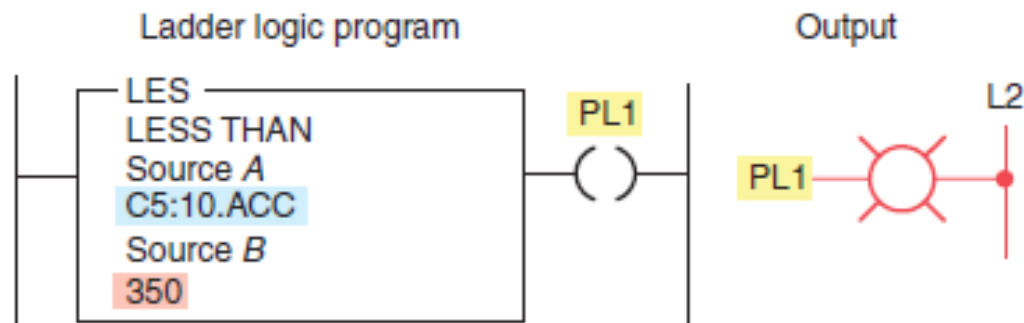 Ladder logic program
Output
LES
LESS THAN
Source A
C5:10.ACC
Source B
350
PL1
PL1
L2